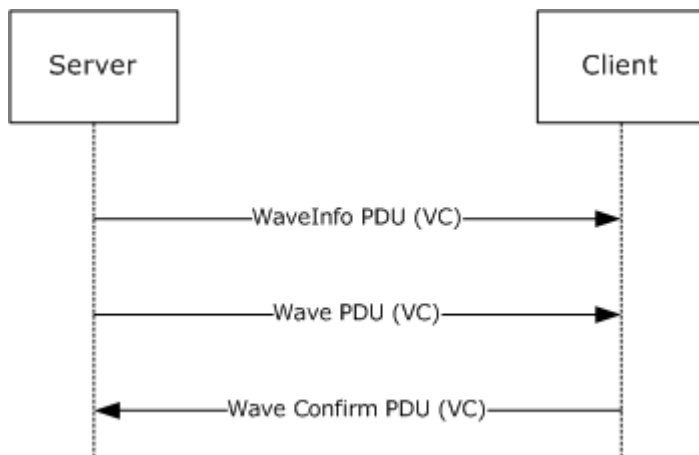 Server
Client
WaveInfo PDU (VC)
Wave PDU (VC)
Wave Confirm PDU (VC)